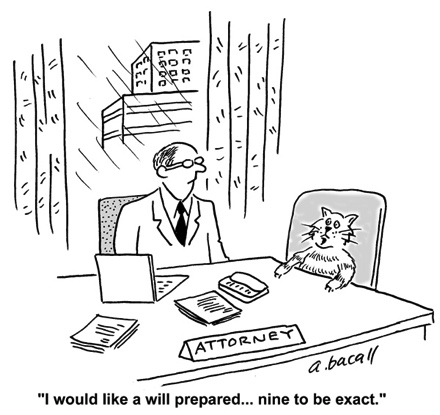 ATTORNEY
a.bacall
"I would like a will prepared... nine to be exact."